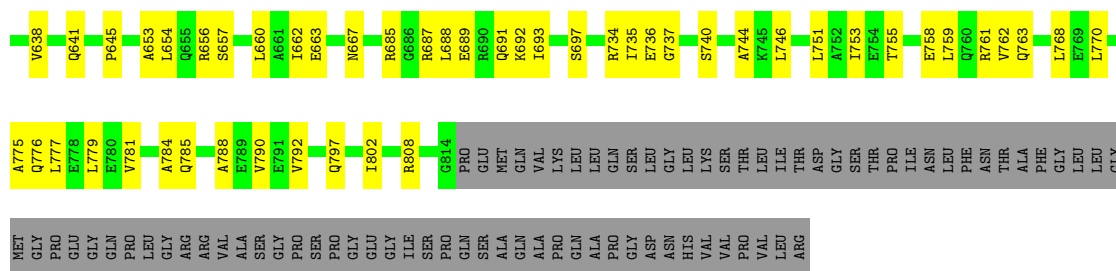 V638 Q641 P645 A653 L654 Q655 R656 S657 L660 A661 I662 E663 N667 R685 G686 R687 L688 E689 R690 Q691 K692 I693 S697 R734 I735 E736 G737 S740 A744 K745 L746 L751 A752 I753 E754 T755 E758 L759 Q760 R761 V762 Q763 L768 E769 L770
A775 Q776 L777 E778 L779 E780 V781 A784 Q785 A788 E789 V790 E791 V792 Q797 I802 R808 G814 PRO GLU MET GLN VAL LYS LEU LEU GLN SER LEU GLY LEU LYS SER THR LEU ILE THR ASP GLY SER THR PRO ILE ASN LEU PHE ASN THR ALA PHE GLY LEU LEU GLY
MET GLY PRO GLU GLY GLN PRO LEU GLY ARG ARG VAL ALA SER GLY PRO SER PRO GLY GLU GLY ILE SER PRO GLN SER ALA GLN ALA PRO GLN ALA PRO GLY ASP ASN HIS VAL VAL PRO VAL LEU ARG